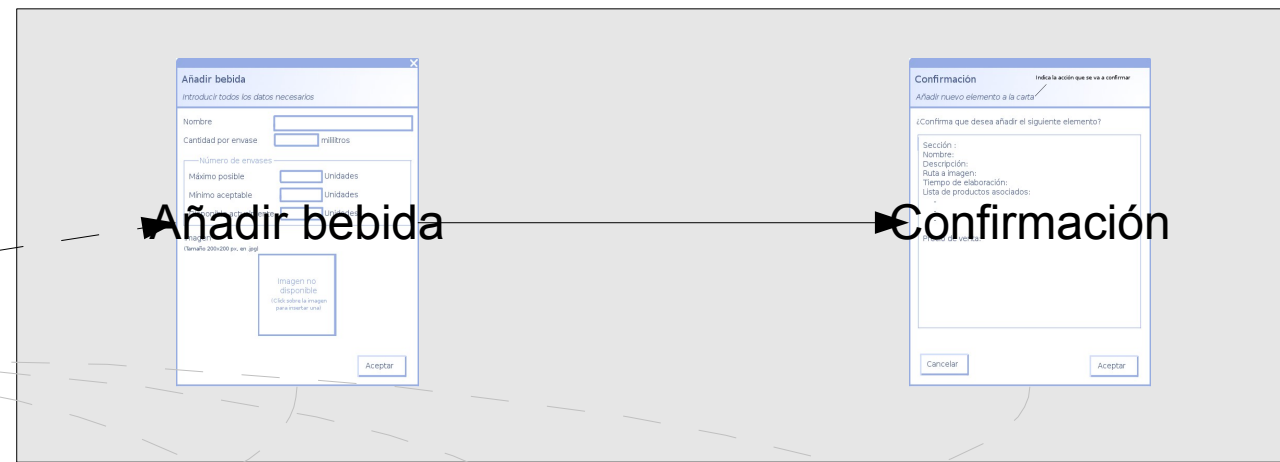 Añadir bebida
Introducir todos los datos necesarios
Nombre
Cantidad por envase
mililitros
Número de envases
Máximo posible
Unidades
Mínimo aceptable
Unidades
Unidades
Añadir bebida
Imagen
(Tamaño 200x200 px, en .jpg)
Imagen no
disponible
(Click sobre la imagen
para insertar una)
Aceptar
Confirmación
Indica la acción que se va a confirmar
Añadir nuevo elemento a la carta
¿Confirma que desea añadir el siguiente elemento?
Sección :
Nombre:
Descripción:
Ruta a imagen:
Tiempo de elaboración:
Lista de productos asociados:
-
Confirmación
Precio de venta:
Cancelar
Aceptar